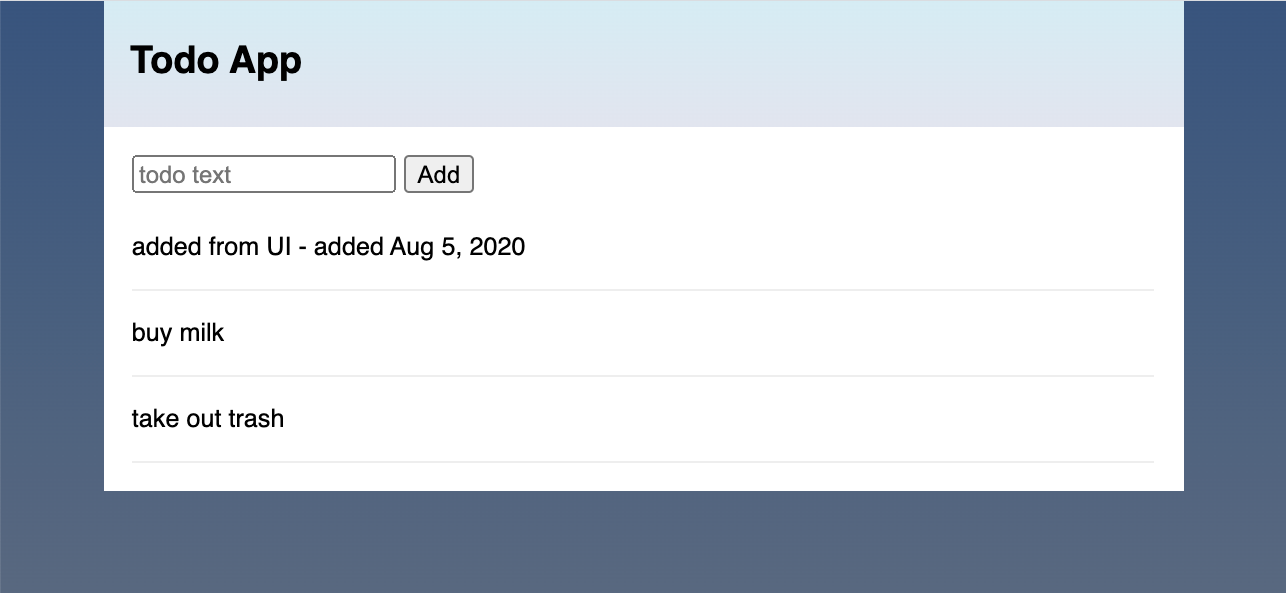 Todo App
todo text Add
added from UI - added Aug 5, 2020
buy milk
take out trash